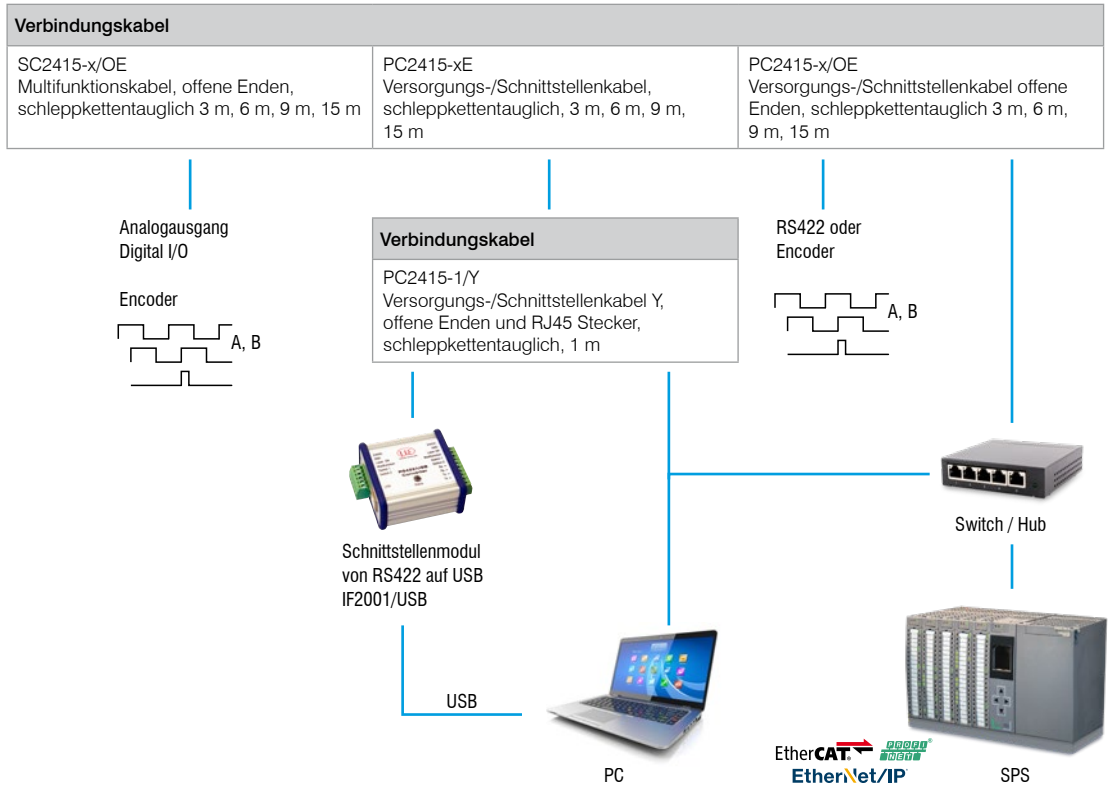 Verbindungskabel
SC2415-x/OE
Multifunktionskabel, offene Enden,
schleppkettentauglich 3 m, 6 m, 9 m, 15 m
PC2415-xE
Versorgungs-/Schnittstellenkabel,
schleppkettentauglich, 3 m, 6 m, 9 m,
15 m
PC2415-x/OE
Versorgungs-/Schnittstellenkabel offene
Enden, schleppkettentauglich 3 m, 6 m,
9 m, 15 m
Analogausgang
Digital I/O
Encoder
A, B
Verbindungskabel
PC2415-1/Y
Versorgungs-/Schnittstellenkabel Y,
offene Enden und RJ45 Stecker,
schleppkettentauglich, 1 m
RS422 oder
Encoder
A, B
Schnittstellenmodul
von RS422 auf USB
IF2001/USB
Switch / Hub
USB
PC
EtherCAT.
PROFI
NET
EtherNet/IP
SPS